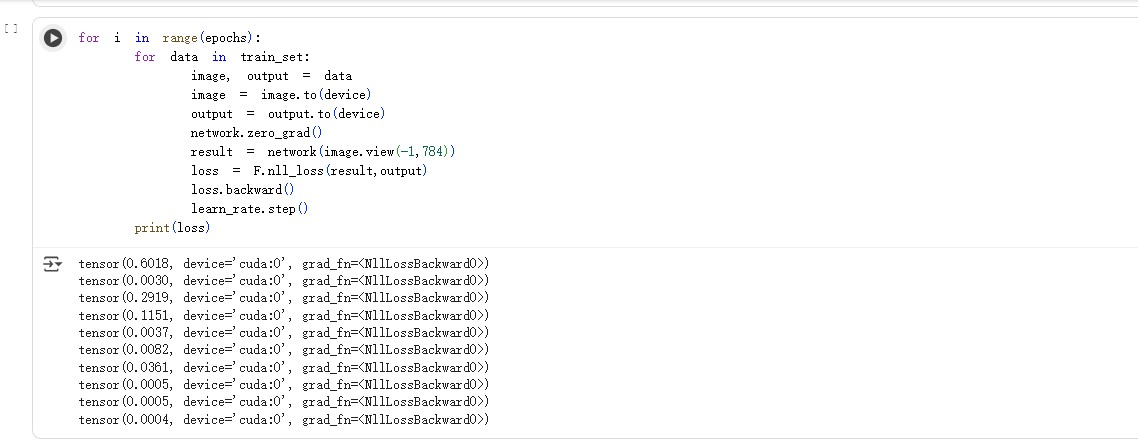 [ ]
for i in range(epochs):
    for data in train_set:
        image, output = data
        image = image.to(device)
        output = output.to(device)
        network.zero_grad()
        result = network(image.view(-1,784))
        loss = F.nll_loss(result,output)
        loss.backward()
        learn_rate.step()
    print(loss)
tensor(0.6018, device='cuda:0', grad_fn=<NllLossBackward0>)
tensor(0.0030, device='cuda:0', grad_fn=<NllLossBackward0>)
tensor(0.2919, device='cuda:0', grad_fn=<NllLossBackward0>)
tensor(0.1151, device='cuda:0', grad_fn=<NllLossBackward0>)
tensor(0.0037, device='cuda:0', grad_fn=<NllLossBackward0>)
tensor(0.0082, device='cuda:0', grad_fn=<NllLossBackward0>)
tensor(0.0361, device='cuda:0', grad_fn=<NllLossBackward0>)
tensor(0.0005, device='cuda:0', grad_fn=<NllLossBackward0>)
tensor(0.0005, device='cuda:0', grad_fn=<NllLossBackward0>)
tensor(0.0004, device='cuda:0', grad_fn=<NllLossBackward0>)